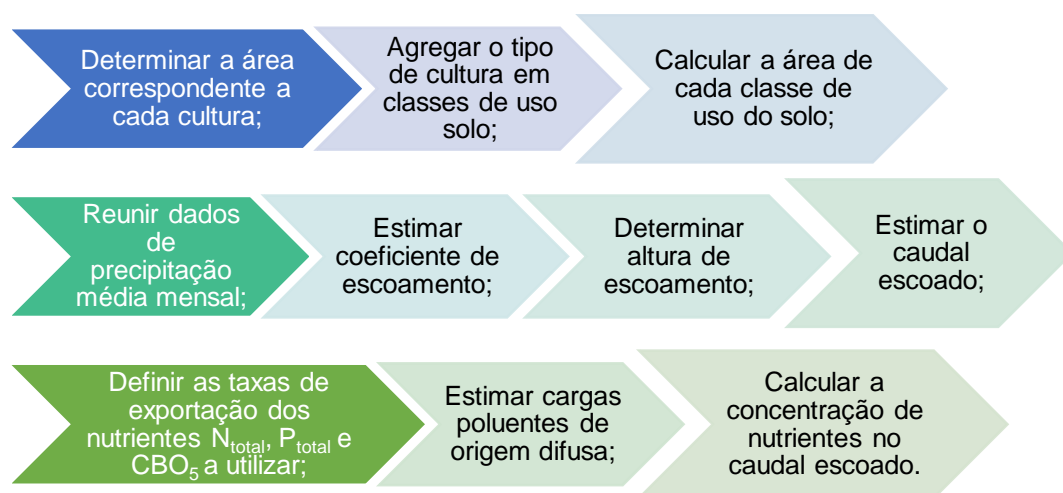 Determinar a área
correspondente a
cada cultura;
Agregar o tipo
de cultura em
classes de uso
solo;
Calcular a área de
cada classe de
uso do solo;
Reunir dados
de
precipitação
média mensal;
Estimar
coeficiente de
escoamento;
Determinar
altura de
escoamento;
Estimar o
caudal
escoado;
Definir as taxas de
exportação dos
nutrientes Ntotal, Ptotal e
CBO5 a utilizar;
Estimar cargas
poluentes de
origem difusa;
Calcular a
concentração de
nutrientes no
caudal escoado.